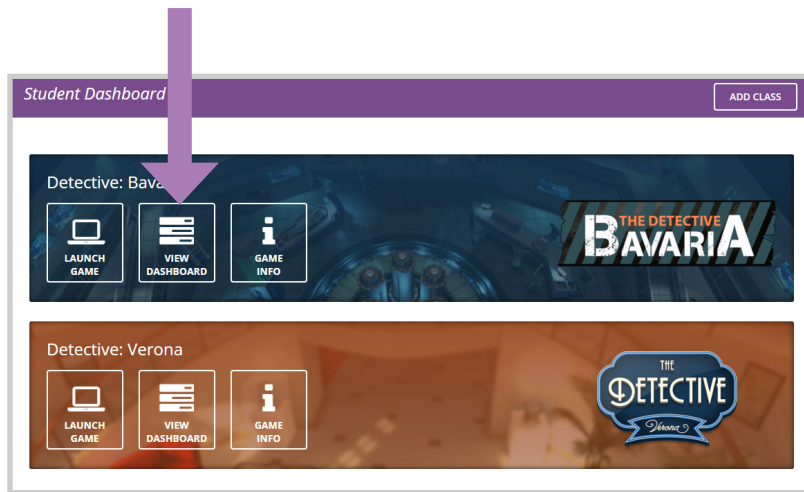 Student Dashboard
ADD CLASS
Detective: Bava
LAUNCH
GAME
VIEW
DASHBOARD
GAME
INFO
THE DETECTIVE
BAVARIA
Detective: Verona
LAUNCH
GAME
VIEW
DASHBOARD
GAME
INFO
THE
DETECTIVE
Verona